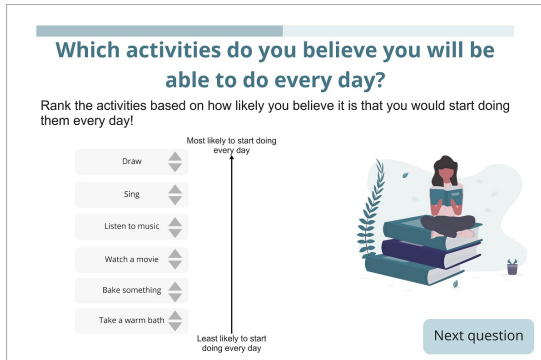 Which activities do you believe you will be
able to do every day?
Rank the activities based on how likely you believe it is that you would start doing
them every day!
Most likely to start doing
every day
Draw
Sing
Listen to music
Watch a movie
Bake something
Take a warm bath
Least likely to start
doing every day
Next question